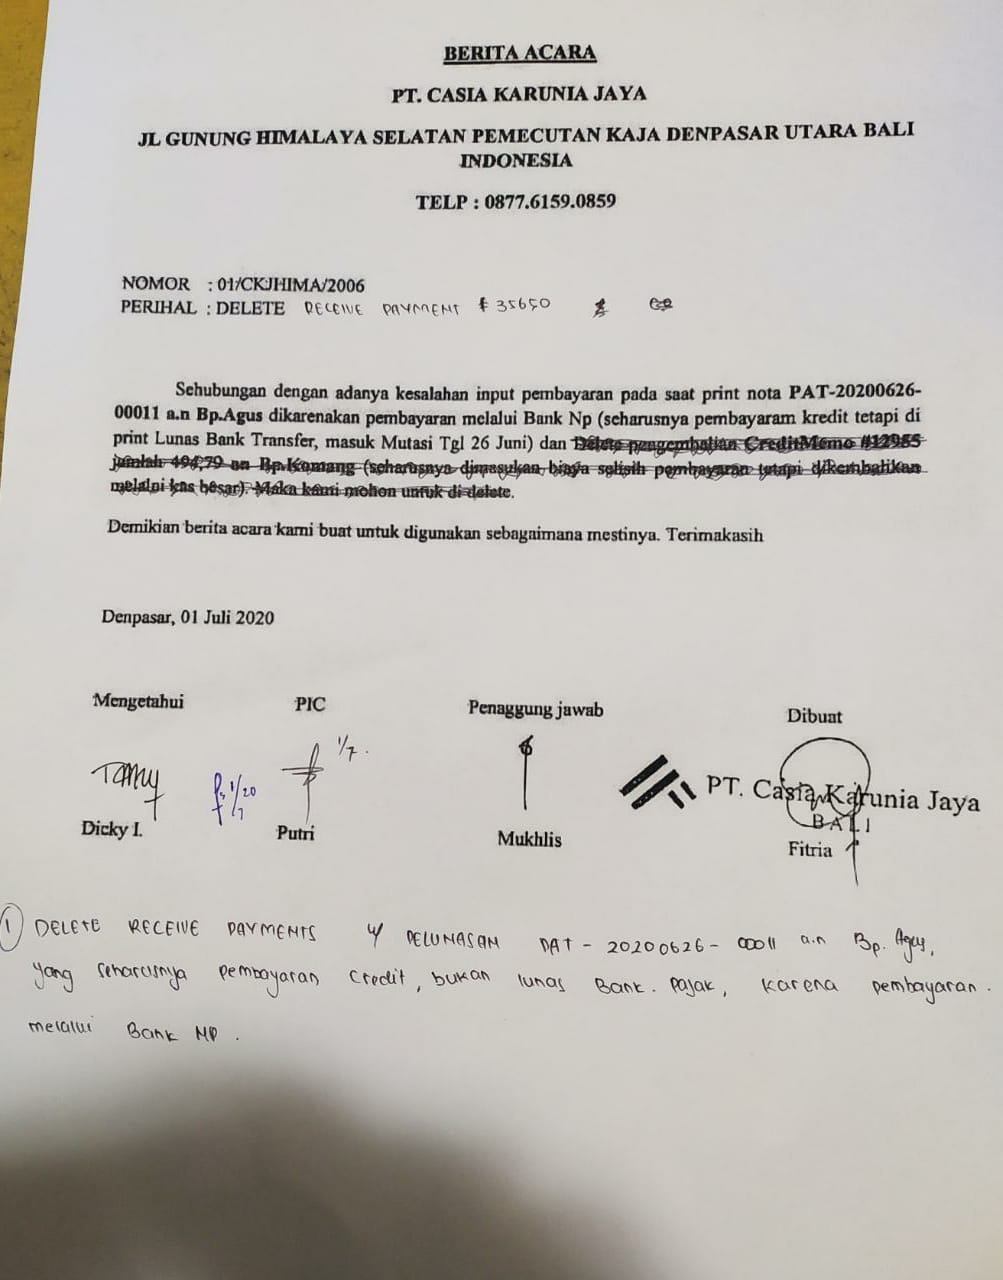 BERITA ACARA
PT. CASIA KARUNIA JAYA
JL GUNUNG HIMALAYA SELATAN PEMECUTAN KAJA DENPASAR UTARA BALI
INDONESIA
TELP : 0877.6159.0859
NOMOR : 01/CKJHIMA/2006
PERIHAL : DELETE RECEIVE PAYMENT # 35650
Sehubungan dengan adanya kesalahan input pembayaran pada saat print nota PAT-20200626-
00011 a.n Bp.Agus dikarenakan pembayaran melalui Bank Np (seharusnya pembayaram kredit tetapi di
print Lunas Bank Transfer, masuk Mutasi Tgl 26 Juni) dan Delete pengembalian CreditMemo #12955
jumlah 494,79 an Bp.Komang (seharusnya dimasukan biaya selisih pembayaran tetapi dikembalikan
melalui kas besar). Maka kami mohon untuk di delete.
Demikian berita acara kami buat untuk digunakan sebagaimana mestinya. Terimakasih
Denpasar, 01 Juli 2020
Mengetahui PIC Penaggung jawab Dibuat
1/7.
1/20
7
PT. Casia Karunia Jaya
BALI
Dicky I. Putri Mukhlis Fitria
1 DELETE RECEIVE PAYMENTS u/ PELUNASAN PAT - 20200626 - 00011 a.n Bp. Agus,
yang seharusnya pembayaran credit, bukan lunas Bank. Pajak, karena pembayaran.
melalui Bank NP.